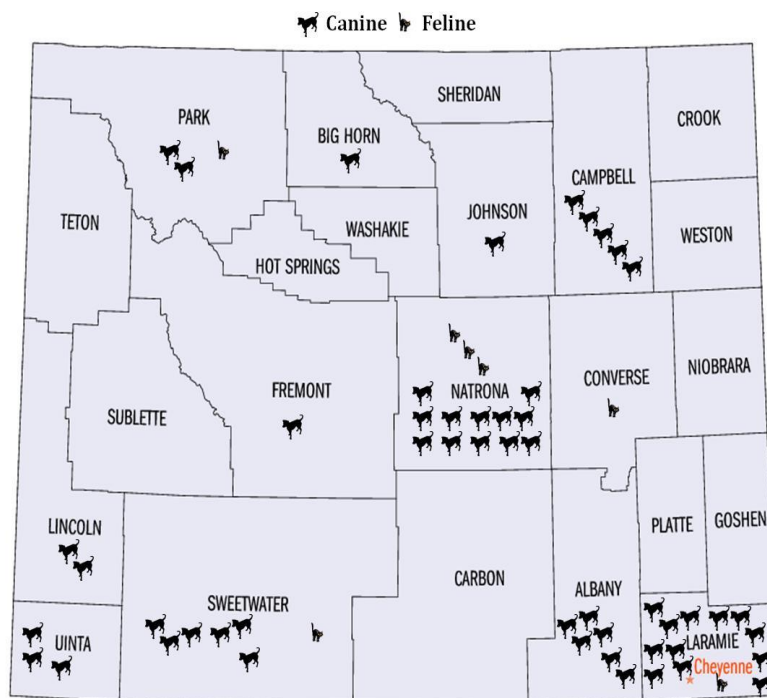 Canine Feline
SHERIDAN
PARK
CROOK
BIG HORN
CAMPBELL
JOHNSON
TETON
WASHAKIE
WESTON
HOT SPRINGS
NIOBRARA
CONVERSE
FREMONT
NATRONA
SUBLETTE
LINCOLN
PLATTE
GOSHEN
CARBON
ALBANY
SWEETWATER
UINTA
LARAMIE
Cheyenne
*